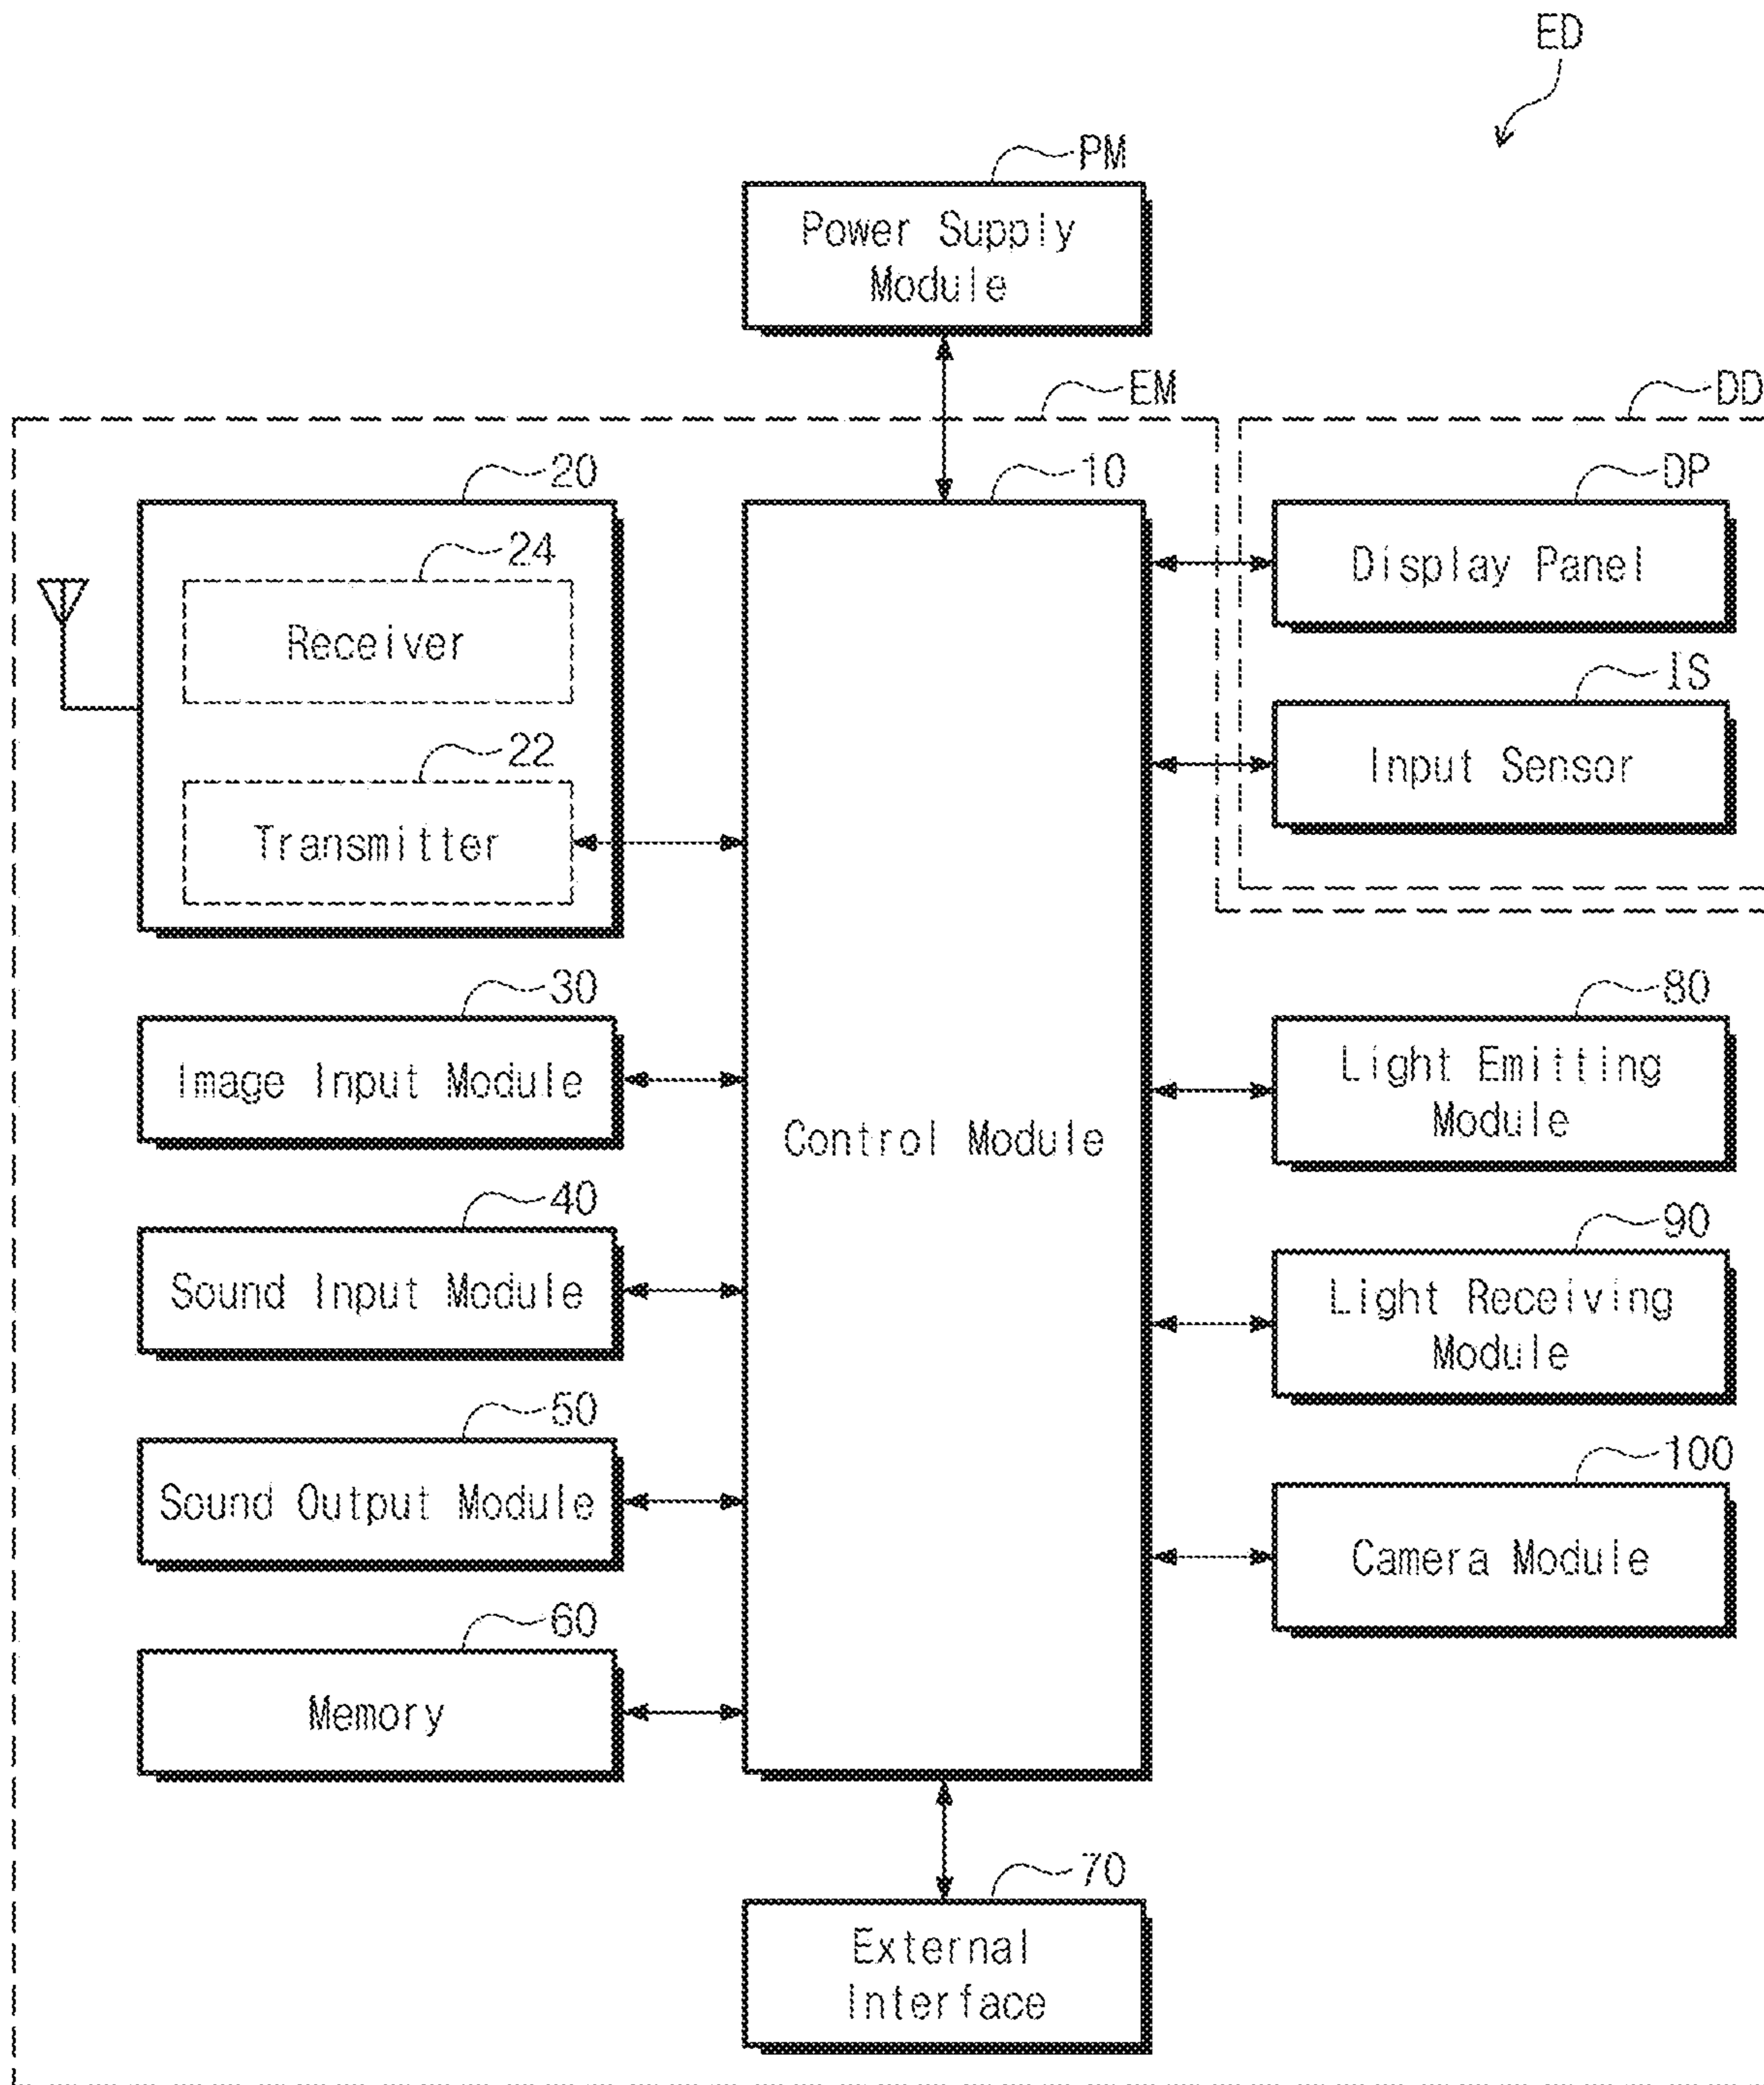 ED
PM
Power Supply
Module
EM
DD
20
10
DP
24
Display Panel
Receiver
IS
22
Input Sensor
Transmitter
30
80
Image Input Module
Light Emitting
Module
Control Module
40
90
Sound Input Module
Light Receiving
Module
50
100
Sound Output Module
Camera Module
60
Memory
70
External
Interface